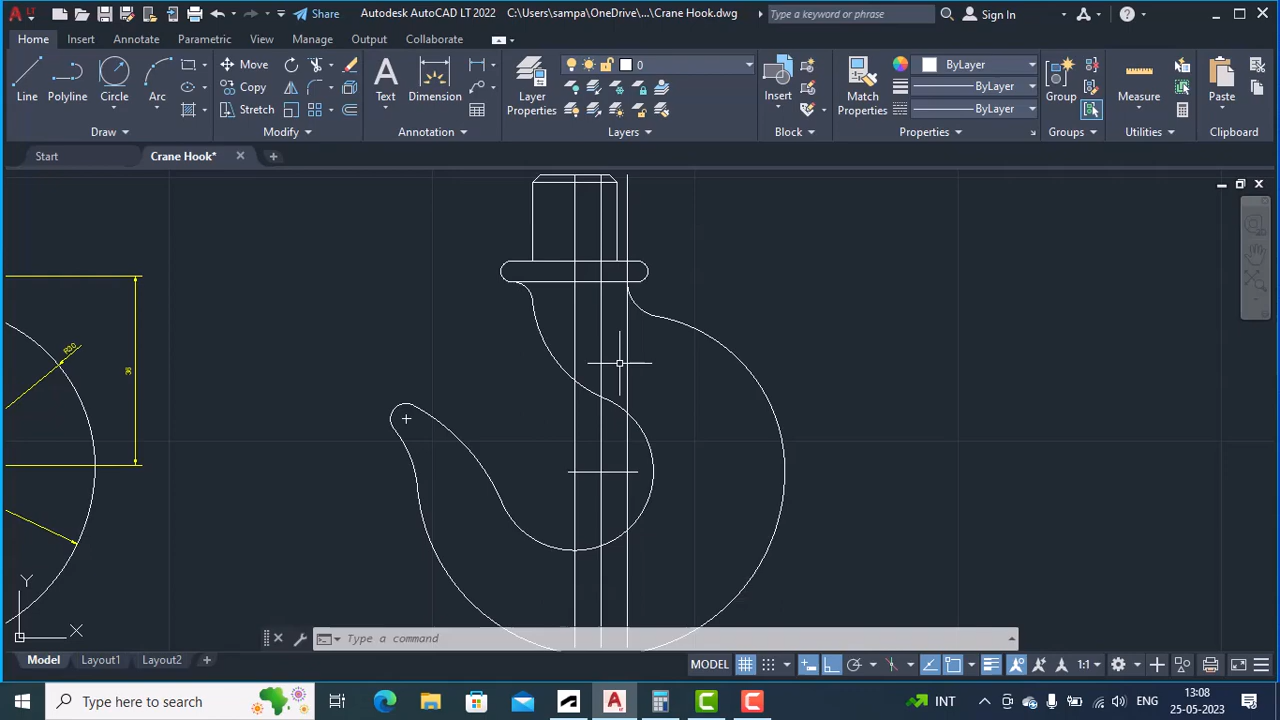 LT Share Autodesk AutoCAD LT 2022 C:\Users\sampa\OneDrive\...\Crane Hook.dwg Type a keyword or phrase Sign In
Home Insert Annotate Parametric View Manage Output Collaborate
Line Polyline Circle Arc
Move Copy Stretch
Text Dimension
Layer Properties
0
Insert
Match Properties
ByLayer
ByLayer
ByLayer
Group
Measure
Paste
Draw Modify Annotation Layers Block Properties Groups Utilities Clipboard
Start Crane Hook*
R30
36
Y
X
Type a command
Model Layout1 Layout2 MODEL 1:1
Type here to search INT ENG 13:08
25-05-2023